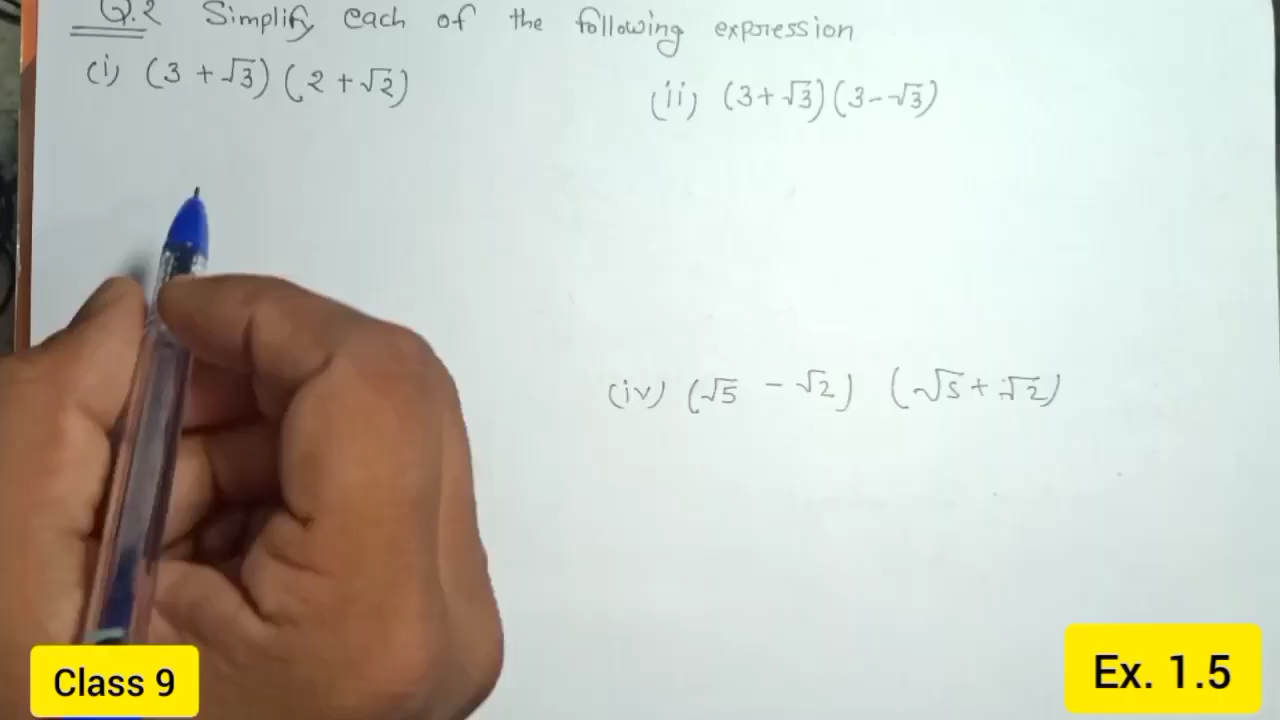 Q.2 Simplify each of the following expression
(i) (3 + √3) (2 + √2)
(ii) (3 + √3) (3 - √3)
(iv) (√5 - √2) (√5 + √2)
Class 9
Ex. 1.5